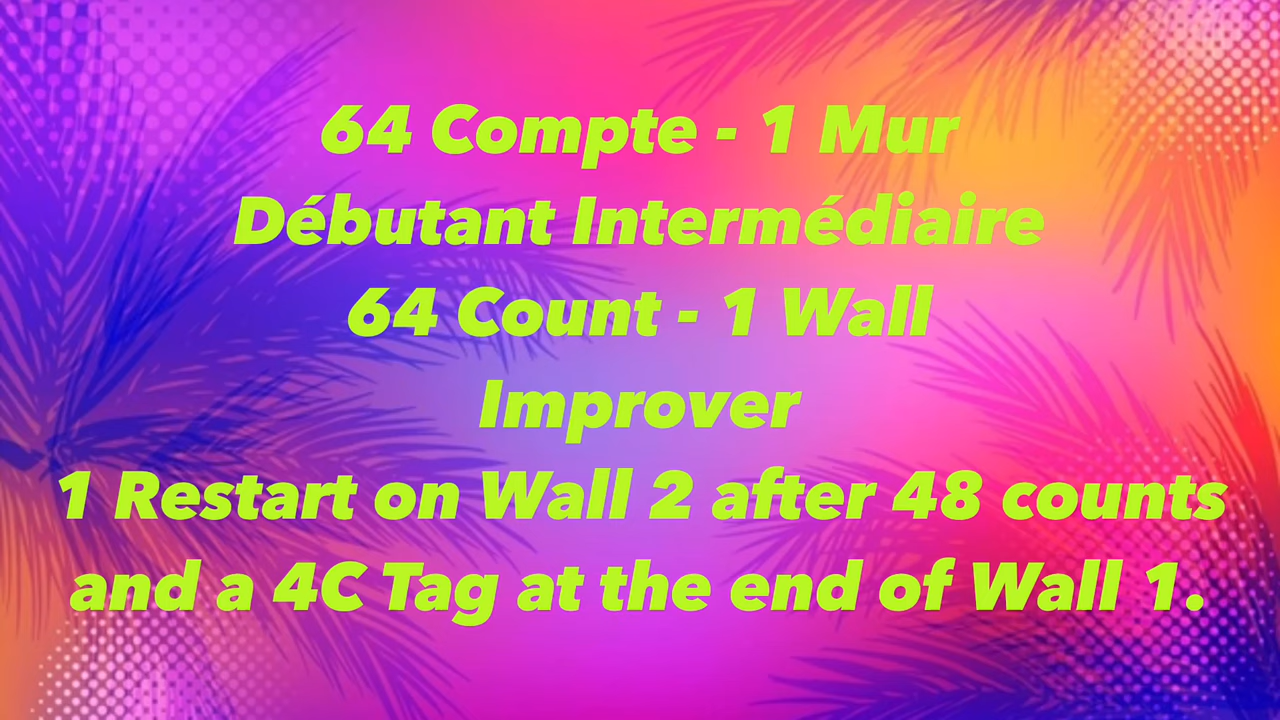 64 Compte - 1 Mur
Débutant Intermédiaire
64 Count - 1 Wall
Improver
1 Restart on Wall 2 after 48 counts
and a 4C Tag at the end of Wall 1.